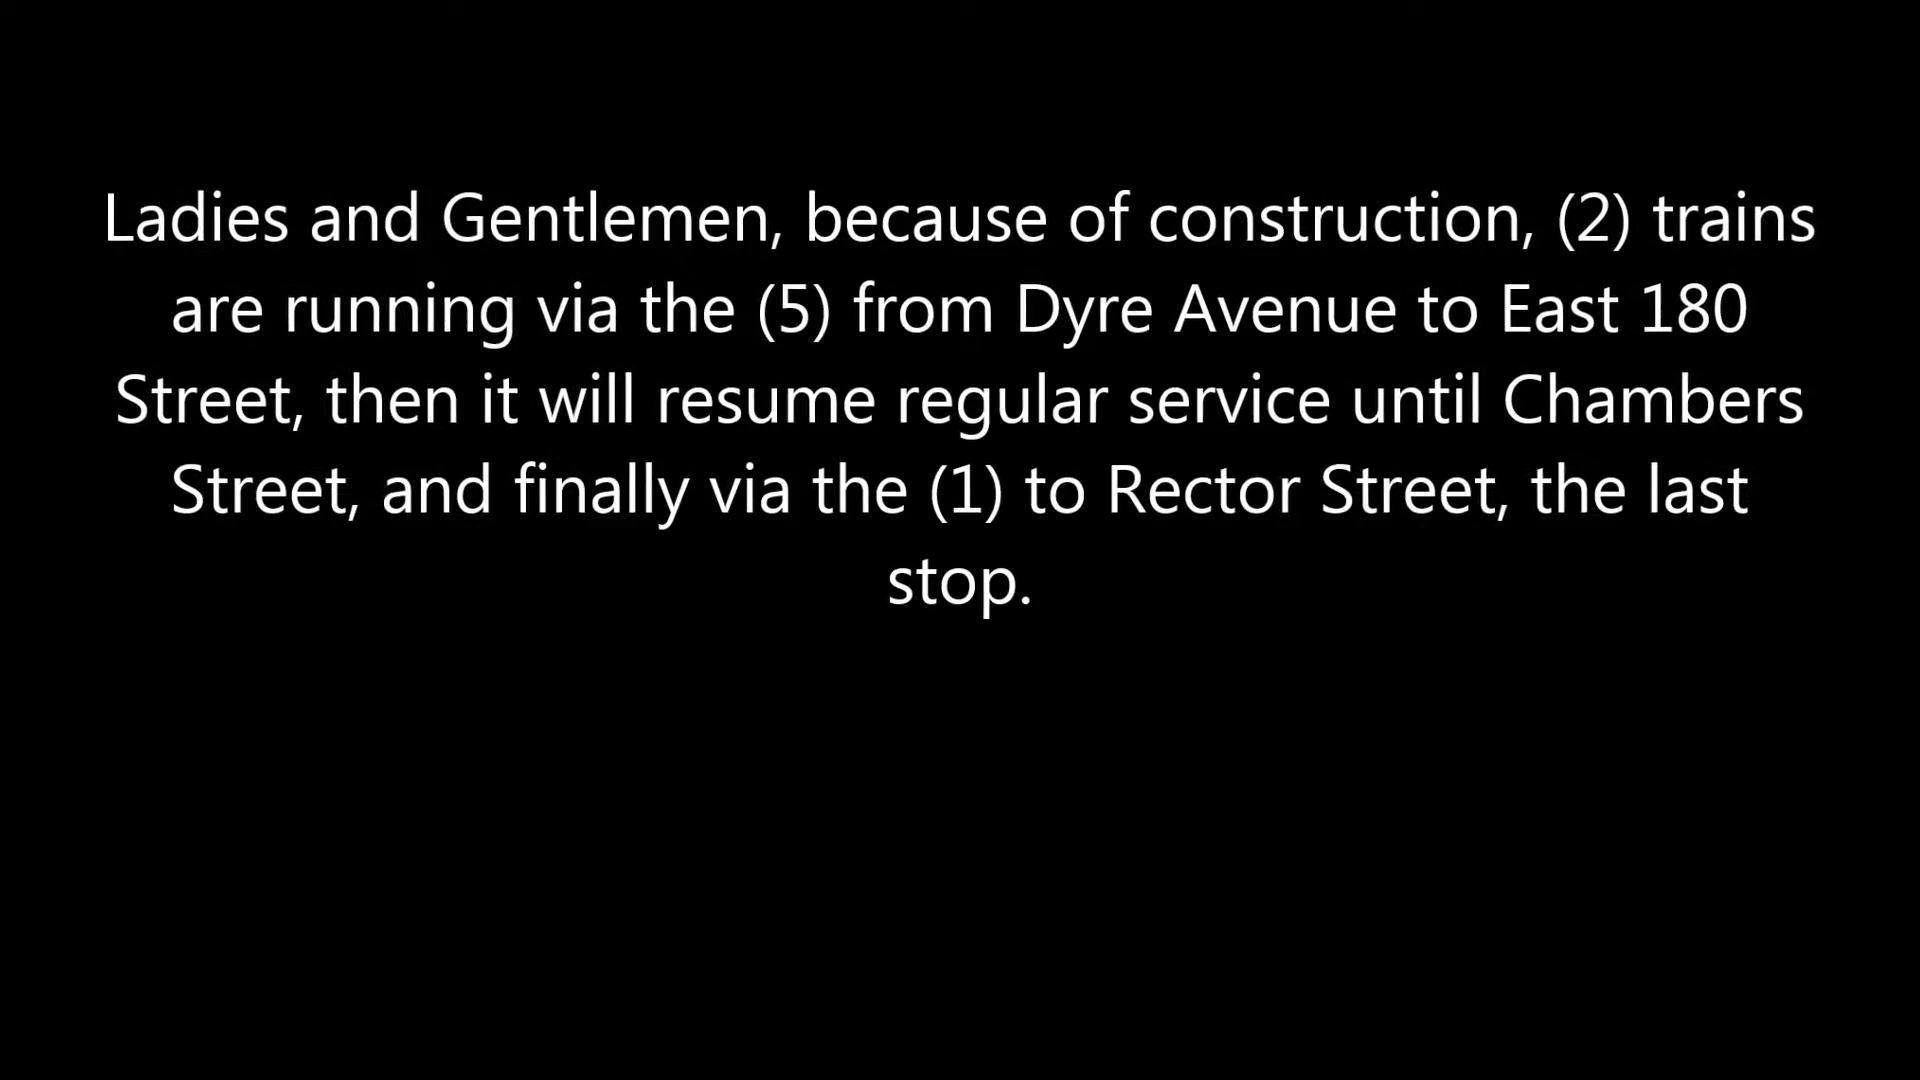 Ladies and Gentlemen, because of construction, (2) trains
are running via the (5) from Dyre Avenue to East 180
Street, then it will resume regular service until Chambers
Street, and finally via the (1) to Rector Street, the last
stop.